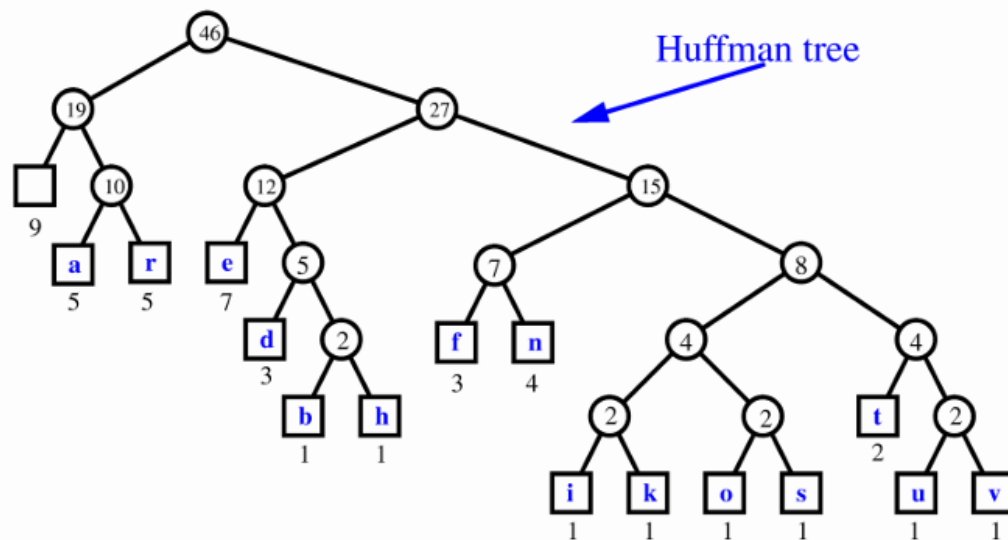 46
Huffman tree
19 27
10 12 15
9
a r e 5 7 8
5 5 7
d 2 f n 4 4
3 3 4
b h 2 2 t 2
1 1 2
i k o s u v
1 1 1 1 1 1